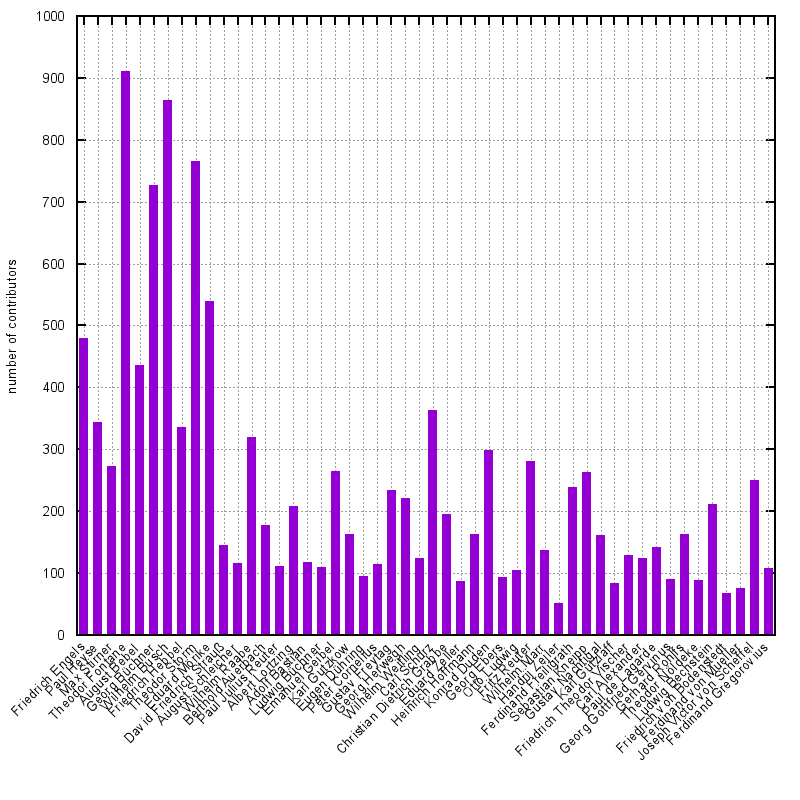 1000
900
800
700
600
500
400
300
200
100
0
number of contributors
Friedrich Engels
Paul Heyse
Max Stirner
Theodor Fontane
August Bebel
Georg Büchner
Wilhelm Busch
Friedrich Hebbel
Theodor Storm
Eduard Mörike
David Friedrich Strauß
August Schleicher
Wilhelm Raabe
Berthold Auerbach
Paul Julius Reuter
Albert Lortzing
Adolf Bastian
Ludwig Büchner
Emanuel Geibel
Karl Gutzkow
Eugen Dühring
Peter Cornelius
Gustav Freytag
Georg Herwegh
Wilhelm Weitling
Carl Schurz
Christian Dietrich Grabbe
Eduard Zeller
Heinrich Hoffmann
Konrad Duden
Georg Ebers
Otto Ludwig
Fritz Reuter
Wilhelm Marr
Handrij Zejler
Ferdinand Freiligrath
Sebastian Kneipp
Gustav Nachtigal
Karl Gützlaff
Friedrich Theodor Vischer
Carl Alexander
Paul de Lagarde
Georg Gottfried Gervinus
Gerhard Rohlfs
Theodor Nöldeke
Ludwig Bechstein
Friedrich von Bodenstedt
Ferdinand von Mueller
Joseph Victor von Scheffel
Ferdinand Gregorovius